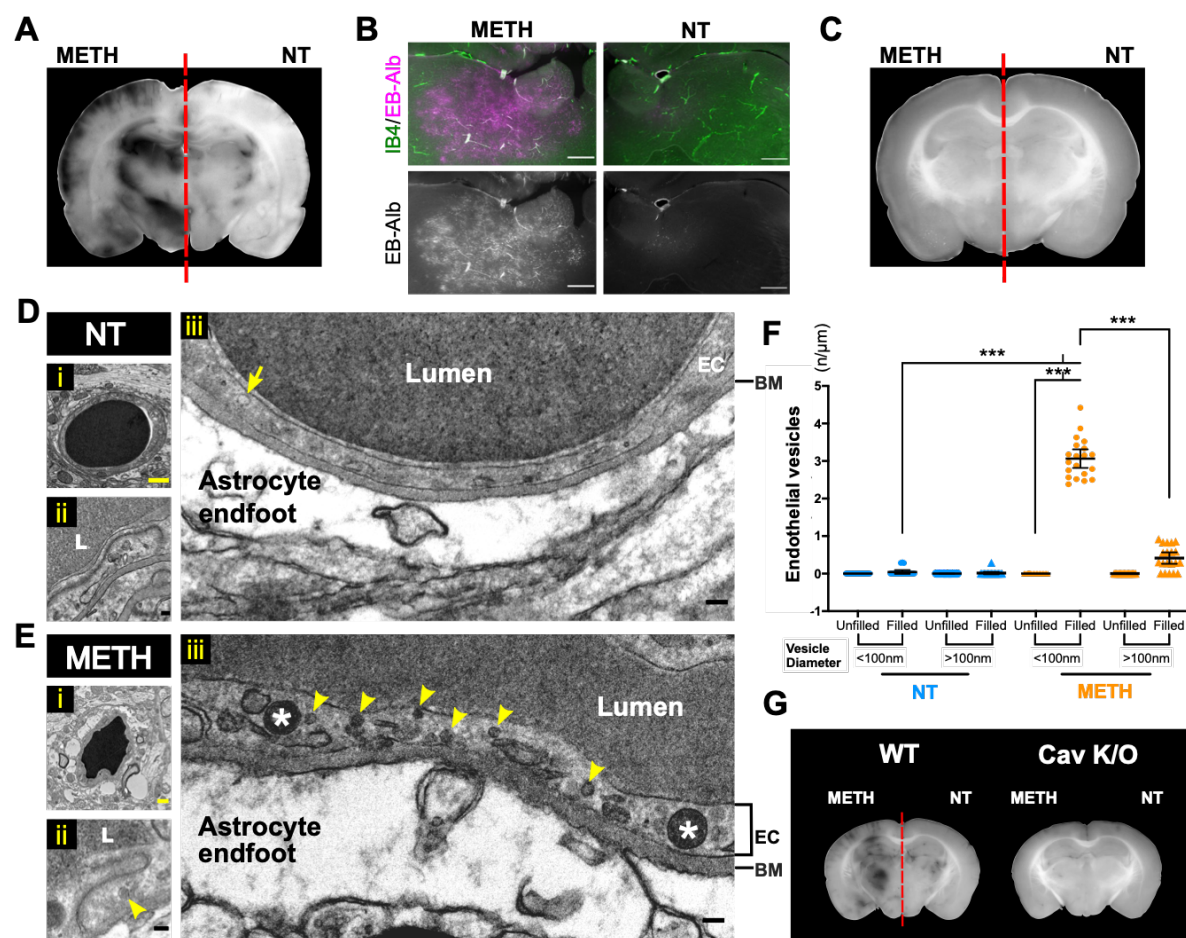 A
METH NT
B
METH NT
IB4/EB-Alb
EB-Alb
C
METH NT
D
NT
i
ii
L
iii
Lumen
EC
BM
Astrocyte
endfoot
E
METH
i
ii
L
iii
*
Lumen
*
Astrocyte
endfoot
EC
BM
F
Endothelial vesicles (n/µm)
***
***
***
5
4
3
2
1
0
-1
Unfilled Filled Unfilled Filled Unfilled Filled Unfilled Filled
Vesicle
Diameter
<100nm >100nm <100nm >100nm
NT METH
G
WT Cav K/O
METH NT METH NT